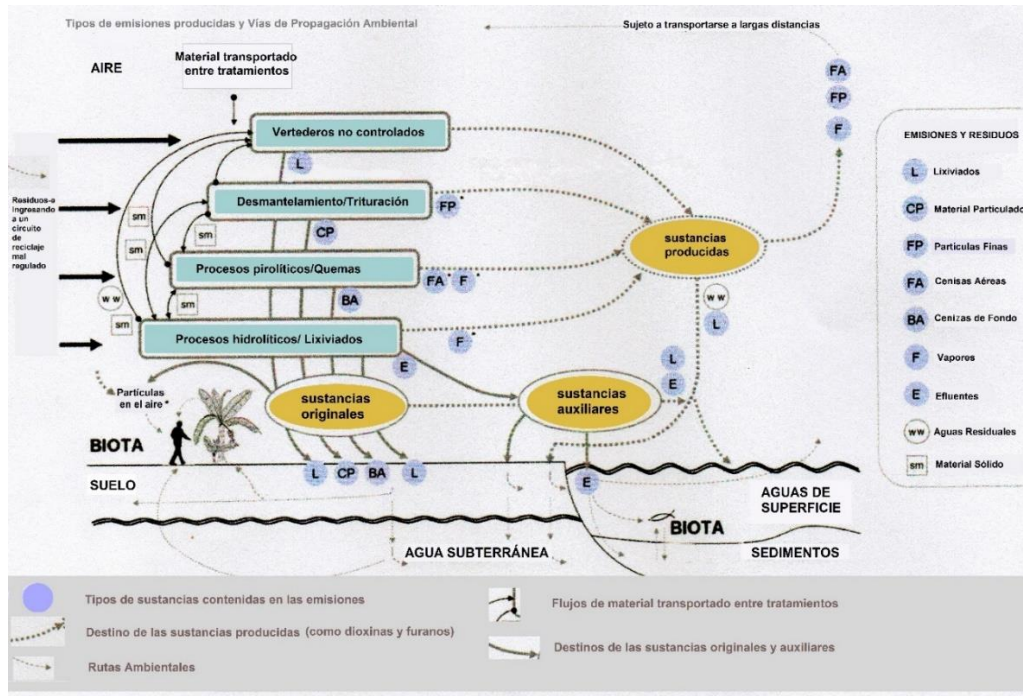 Tipos de emisiones producidas y Vías de Propagación Ambiental
Sujeto a transportarse a largas distancias
AIRE
Material transportado
entre tratamientos
Vertederos no controlados
L
Desmantelamiento/Trituración
FP*
CP
Procesos pirolíticos/Quemas
FA* F*
BA
Procesos hidrolíticos/ Lixiviados
F*
E
Residuos-e
Ingresando
a un
circuito
de
reciclaje
mal
regulado
sm
sm
sm
sm
sm
ww
FA
FP
F
sustancias
producidas
ww
L
L
E
sustancias
originales
sustancias
auxiliares
Partículas
en el aire*
BIOTA
SUELO
L CP BA L
E
AGUAS DE
SUPERFICIE
BIOTA
AGUA SUBTERRÁNEA
SEDIMENTOS
EMISIONES Y RESIDUOS
L Lixiviados
CP Material Particulado
FP Partículas Finas
FA Cenisas Aéreas
BA Cenizas de Fondo
F Vapores
E Efluentes
ww Aguas Residuales
sm Material Sólido
Tipos de sustancias contenidas en las emisiones
Destino de las sustancias producidas (como dioxinas y furanos)
Rutas Ambientales
Flujos de material transportado entre tratamientos
Destinos de las sustancias originales y auxiliares